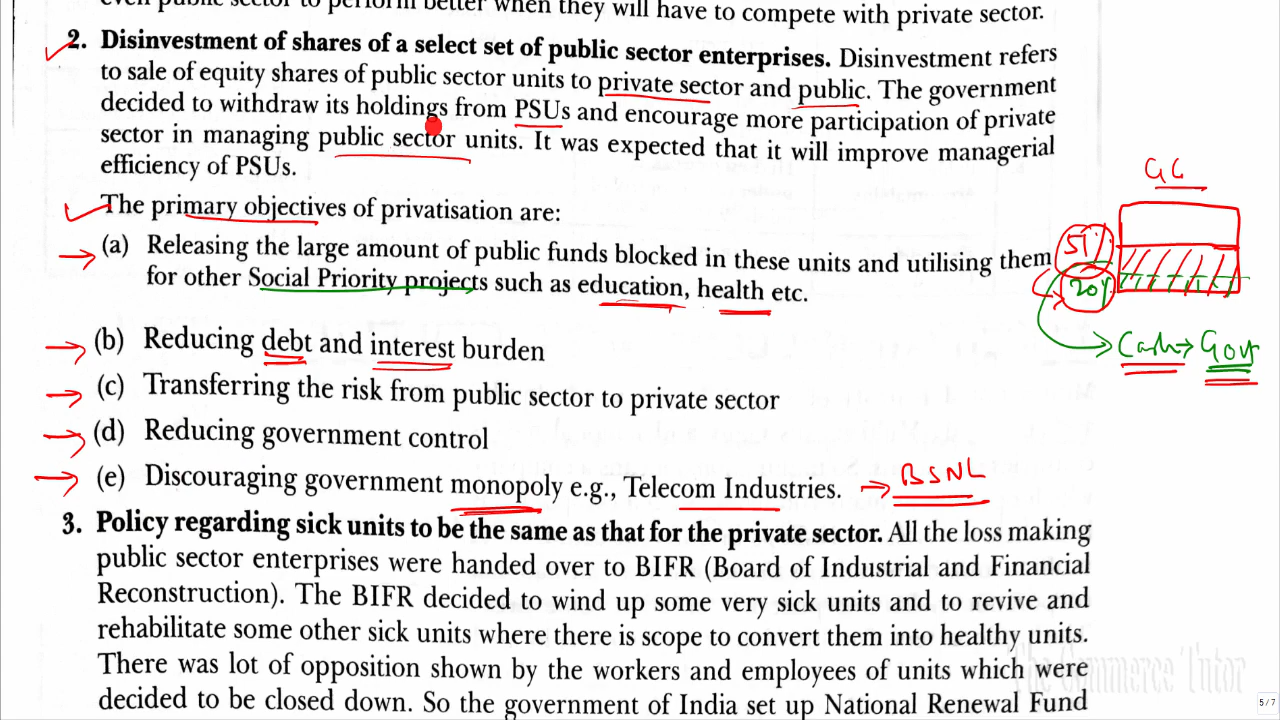 even public sector to perform better when they will have to compete with private sector.
2. Disinvestment of shares of a select set of public sector enterprises. Disinvestment refers
to sale of equity shares of public sector units to private sector and public. The government
decided to withdraw its holdings from PSUs and encourage more participation of private
sector in managing public sector units. It was expected that it will improve managerial
efficiency of PSUs.
The primary objectives of privatisation are:
(a) Releasing the large amount of public funds blocked in these units and utilising them
for other Social Priority projects such as education, health etc.
(b) Reducing debt and interest burden
(c) Transferring the risk from public sector to private sector
(d) Reducing government control
(e) Discouraging government monopoly e.g., Telecom Industries.
BSNL
51%
20%
Cash → Govt
3. Policy regarding sick units to be the same as that for the private sector. All the loss making
public sector enterprises were handed over to BIFR (Board of Industrial and Financial
Reconstruction). The BIFR decided to wind up some very sick units and to revive and
rehabilitate some other sick units where there is scope to convert them into healthy units.
There was lot of opposition shown by the workers and employees of units which were
decided to be closed down. So the government of India set up National Renewal Fund
The Commerce Tutor
5 / 7